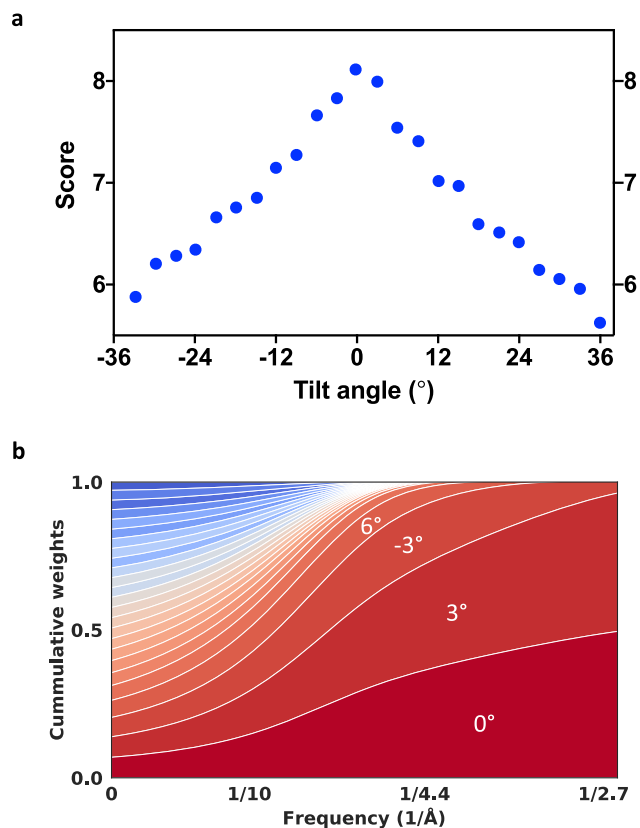 a
8 8
7 7
6 6
Score
-36 -24 -12 0 12 24 36
Tilt angle (°)
b
1.0
0.5
0.0
Cummulative weights
6°
-3°
3°
0°
0 1/10 1/4.4 1/2.7
Frequency (1/Å)